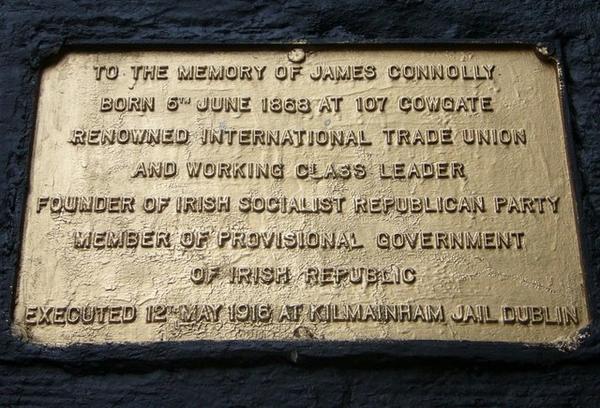 TO THE MEMORY OF JAMES CONNOLLY
BORN 6TH JUNE 1868 AT 107 COWGATE
RENOWNED INTERNATIONAL TRADE UNION
AND WORKING CLASS LEADER
FOUNDER OF IRISH SOCIALIST REPUBLICAN PARTY
MEMBER OF PROVISIONAL GOVERNMENT
OF IRISH REPUBLIC
EXECUTED 12TH MAY 1916 AT KILMAINHAM JAIL DUBLIN